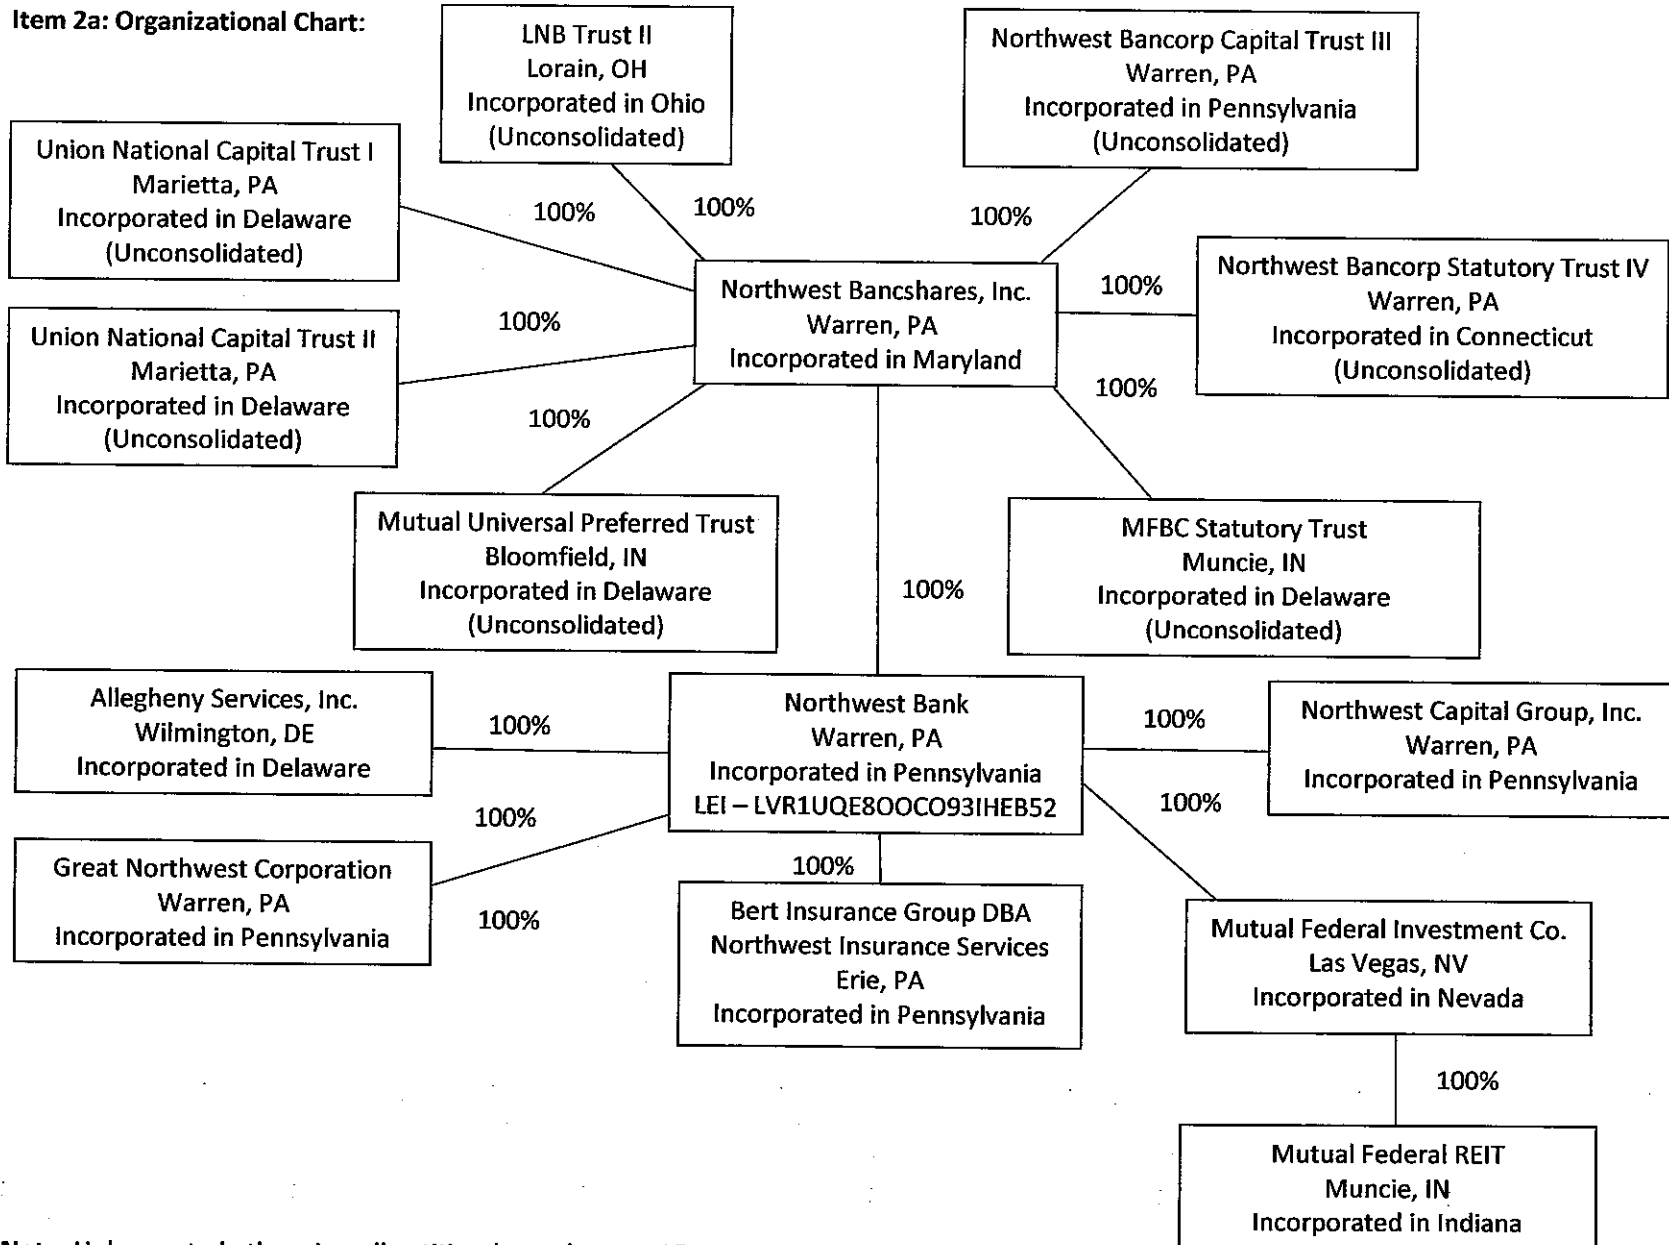 Item 2a: Organizational Chart:
LNB Trust II
Lorain, OH
Incorporated in Ohio
(Unconsolidated)
Northwest Bancorp Capital Trust III
Warren, PA
Incorporated in Pennsylvania
(Unconsolidated)
Union National Capital Trust I
Marietta, PA
Incorporated in Delaware
(Unconsolidated)
100%
100%
100%
Northwest Bancshares, Inc.
Warren, PA
Incorporated in Maryland
100%
Northwest Bancorp Statutory Trust IV
Warren, PA
Incorporated in Connecticut
(Unconsolidated)
Union National Capital Trust II
Marietta, PA
Incorporated in Delaware
(Unconsolidated)
100%
100%
100%
Mutual Universal Preferred Trust
Bloomfield, IN
Incorporated in Delaware
(Unconsolidated)
100%
MFBC Statutory Trust
Muncie, IN
Incorporated in Delaware
(Unconsolidated)
Allegheny Services, Inc.
Wilmington, DE
Incorporated in Delaware
100%
Northwest Bank
Warren, PA
Incorporated in Pennsylvania
LEI – LVR1UQE8OOCO93IHEB52
100%
Northwest Capital Group, Inc.
Warren, PA
Incorporated in Pennsylvania
100%
100%
Great Northwest Corporation
Warren, PA
Incorporated in Pennsylvania
100%
100%
Bert Insurance Group DBA
Northwest Insurance Services
Erie, PA
Incorporated in Pennsylvania
Mutual Federal Investment Co.
Las Vegas, NV
Incorporated in Nevada
100%
Mutual Federal REIT
Muncie, IN
Incorporated in Indiana